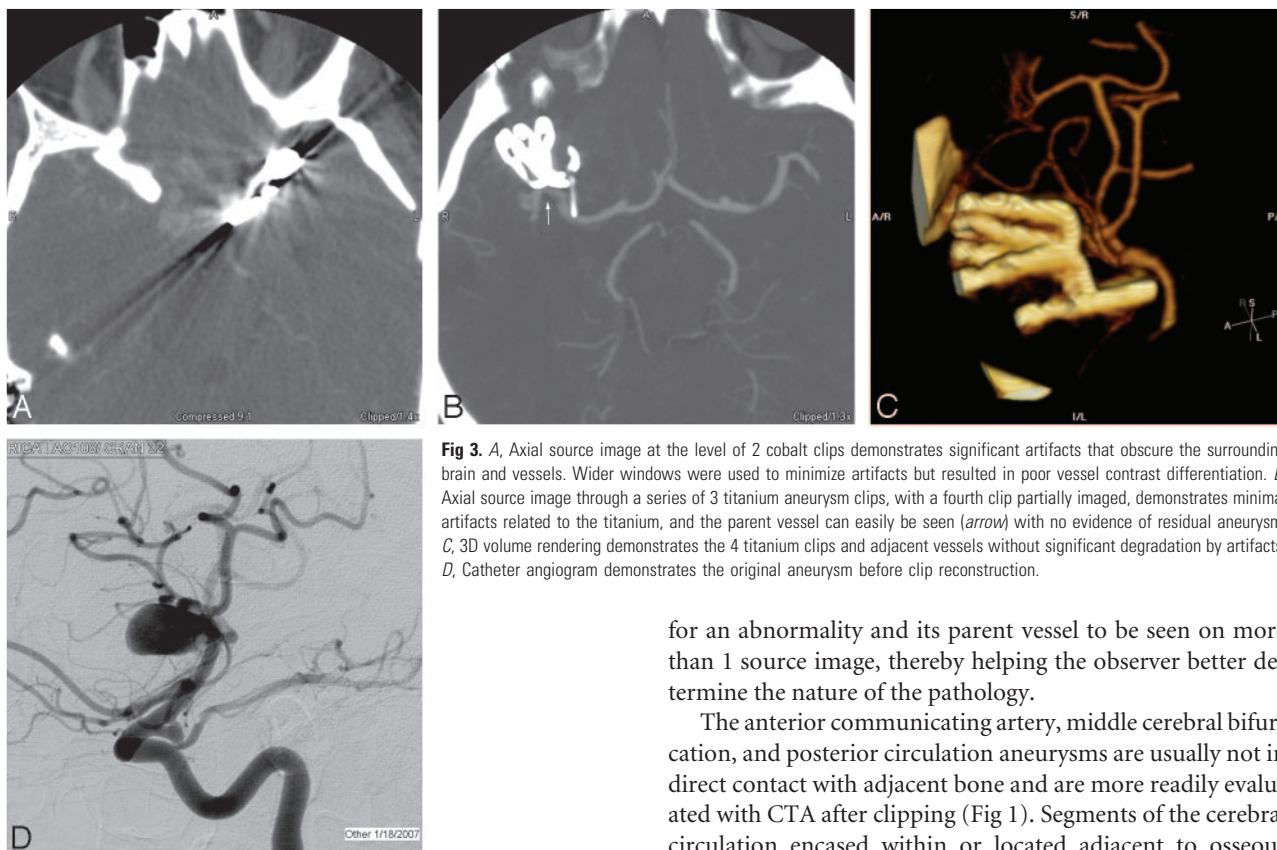 A
R
L
A
Compressed 9:1
Clipped/1.4x
A
R
L
B
Clipped/1.3x
S/R
A/R
PA
I/L
C
R S
A
P
I L
D
Other 1/18/2007
Fig 3. A, Axial source image at the level of 2 cobalt clips demonstrates significant artifacts that obscure the surroundin
brain and vessels. Wider windows were used to minimize artifacts but resulted in poor vessel contrast differentiation.
Axial source image through a series of 3 titanium aneurysm clips, with a fourth clip partially imaged, demonstrates minima
artifacts related to the titanium, and the parent vessel can easily be seen (arrow) with no evidence of residual aneurysm
C, 3D volume rendering demonstrates the 4 titanium clips and adjacent vessels without significant degradation by artifacts
D, Catheter angiogram demonstrates the original aneurysm before clip reconstruction.
for an abnormality and its parent vessel to be seen on mor
than 1 source image, thereby helping the observer better de
termine the nature of the pathology.
The anterior communicating artery, middle cerebral bifur
cation, and posterior circulation aneurysms are usually not in
direct contact with adjacent bone and are more readily evalu
ated with CTA after clipping (Fig 1). Segments of the cerebra
circulation encased within or located adjacent to osseou